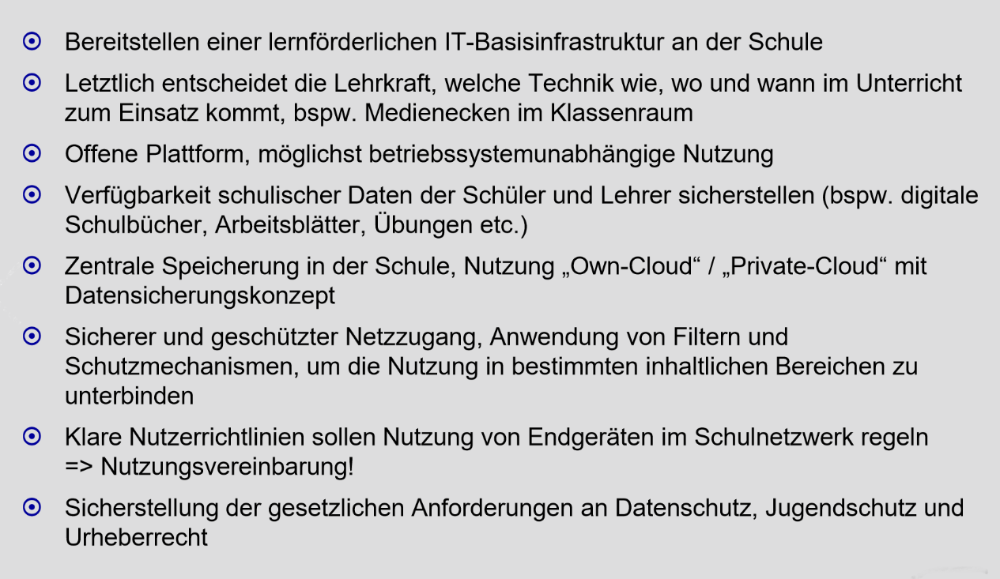 Bereitstellen einer lernförderlichen IT-Basisinfrastruktur an der Schule
Letztlich entscheidet die Lehrkraft, welche Technik wie, wo und wann im Unterricht
zum Einsatz kommt, bspw. Medienecken im Klassenraum
Offene Plattform, möglichst betriebssystemunabhängige Nutzung
Verfügbarkeit schulischer Daten der Schüler und Lehrer sicherstellen (bspw. digitale
Schulbücher, Arbeitsblätter, Übungen etc.)
Zentrale Speicherung in der Schule, Nutzung „Own-Cloud“ / „Private-Cloud“ mit
Datensicherungskonzept
Sicherer und geschützter Netzzugang, Anwendung von Filtern und
Schutzmechanismen, um die Nutzung in bestimmten inhaltlichen Bereichen zu
unterbinden
Klare Nutzerrichtlinien sollen Nutzung von Endgeräten im Schulnetzwerk regeln
=> Nutzungsvereinbarung!
Sicherstellung der gesetzlichen Anforderungen an Datenschutz, Jugendschutz und
Urheberrecht